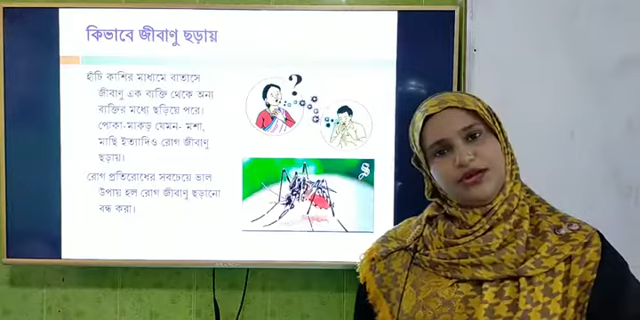 কিভাবে জীবাণু ছড়ায়
হাঁচি কাশির মাধ্যমে বাতাসে
জীবাণু এক ব্যক্তি থেকে অন্য
ব্যক্তির মধ্যে ছড়িয়ে পরে।
পোকা-মাকড় যেমন- মশা,
মাছি ইত্যাদিও রোগ জীবাণু
ছড়ায়।
রোগ প্রতিরোধের সবচেয়ে ভাল
উপায় হল রোগ জীবাণু ছড়ানো
বন্ধ করা।
?